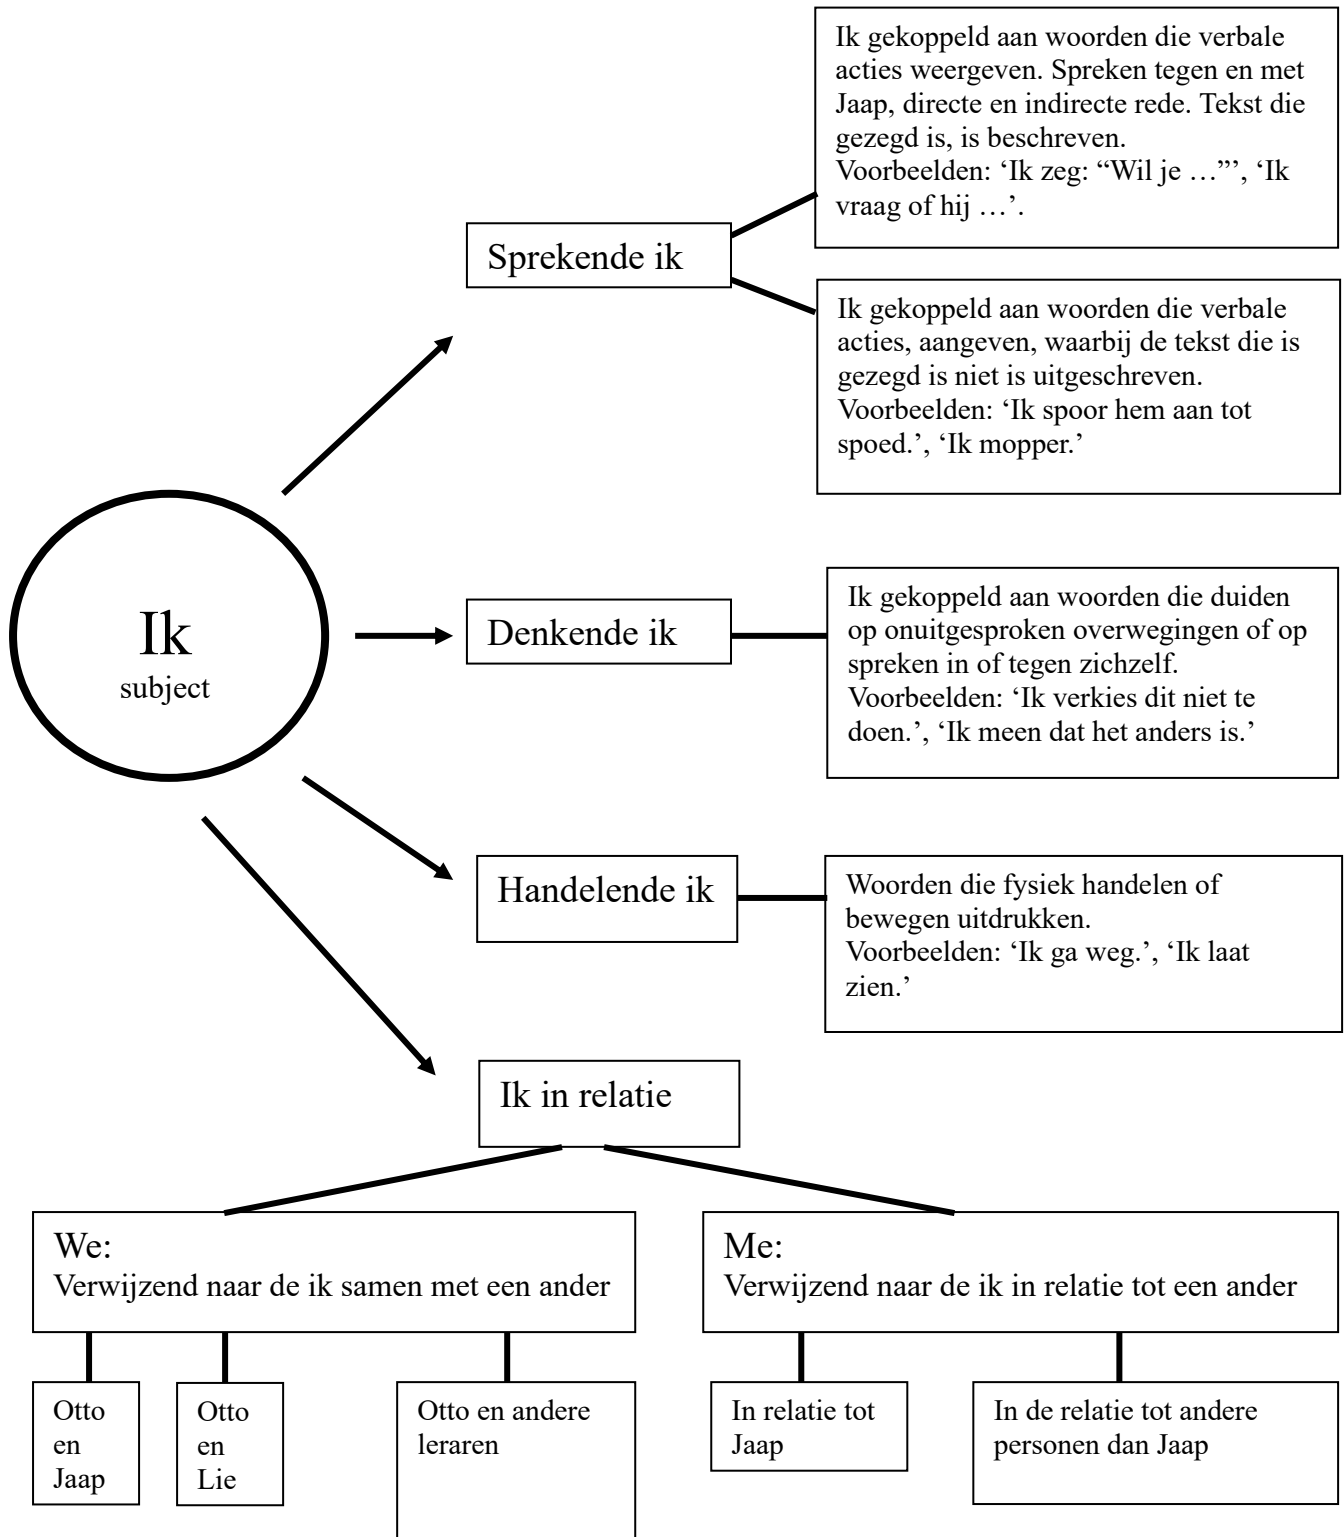 Ik gekoppeld aan woorden die verbale
acties weergeven. Spreken tegen en met
Jaap, directe en indirecte rede. Tekst die
gezegd is, is beschreven.
Voorbeelden: ‘Ik zeg: “Wil je …”’, ‘Ik
vraag of hij …’.
Sprekende ik
Ik gekoppeld aan woorden die verbale
acties, aangeven, waarbij de tekst die is
gezegd is niet is uitgeschreven.
Voorbeelden: ‘Ik spoor hem aan tot
spoed.’, ‘Ik mopper.’
Ik
subject
Denkende ik
Ik gekoppeld aan woorden die duiden
op onuitgesproken overwegingen of op
spreken in of tegen zichzelf.
Voorbeelden: ‘Ik verkies dit niet te
doen.’, ‘Ik meen dat het anders is.’
Handelende ik
Woorden die fysiek handelen of
bewegen uitdrukken.
Voorbeelden: ‘Ik ga weg.’, ‘Ik laat
zien.’
Ik in relatie
We:
Verwijzend naar de ik samen met een ander
Me:
Verwijzend naar de ik in relatie tot een ander
Otto
en
Jaap
Otto
en
Lie
Otto en andere
leraren
In relatie tot
Jaap
In de relatie tot andere
personen dan Jaap